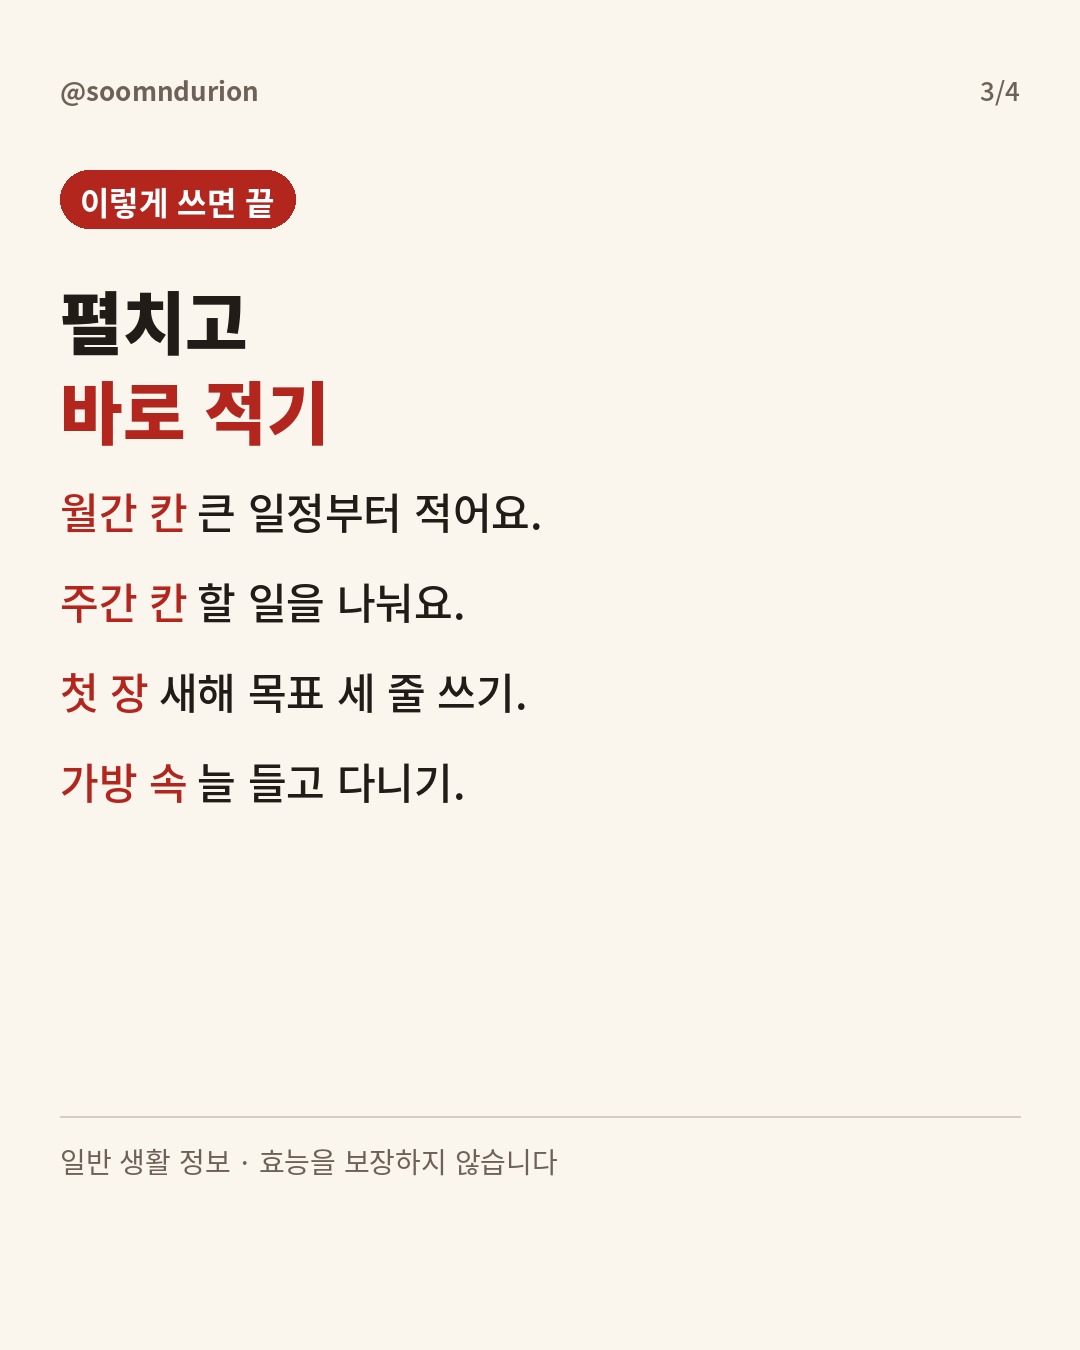 @soomndurion
3/4
이렇게 쓰면 끝
펼치고
바로 적기
월간 칸 큰 일정부터 적어요.
주간 칸 할 일을 나눠요.
첫 장 새해 목표 세 줄 쓰기.
가방 속 늘 들고 다니기.
일반 생활 정보 · 효능을 보장하지 않습니다